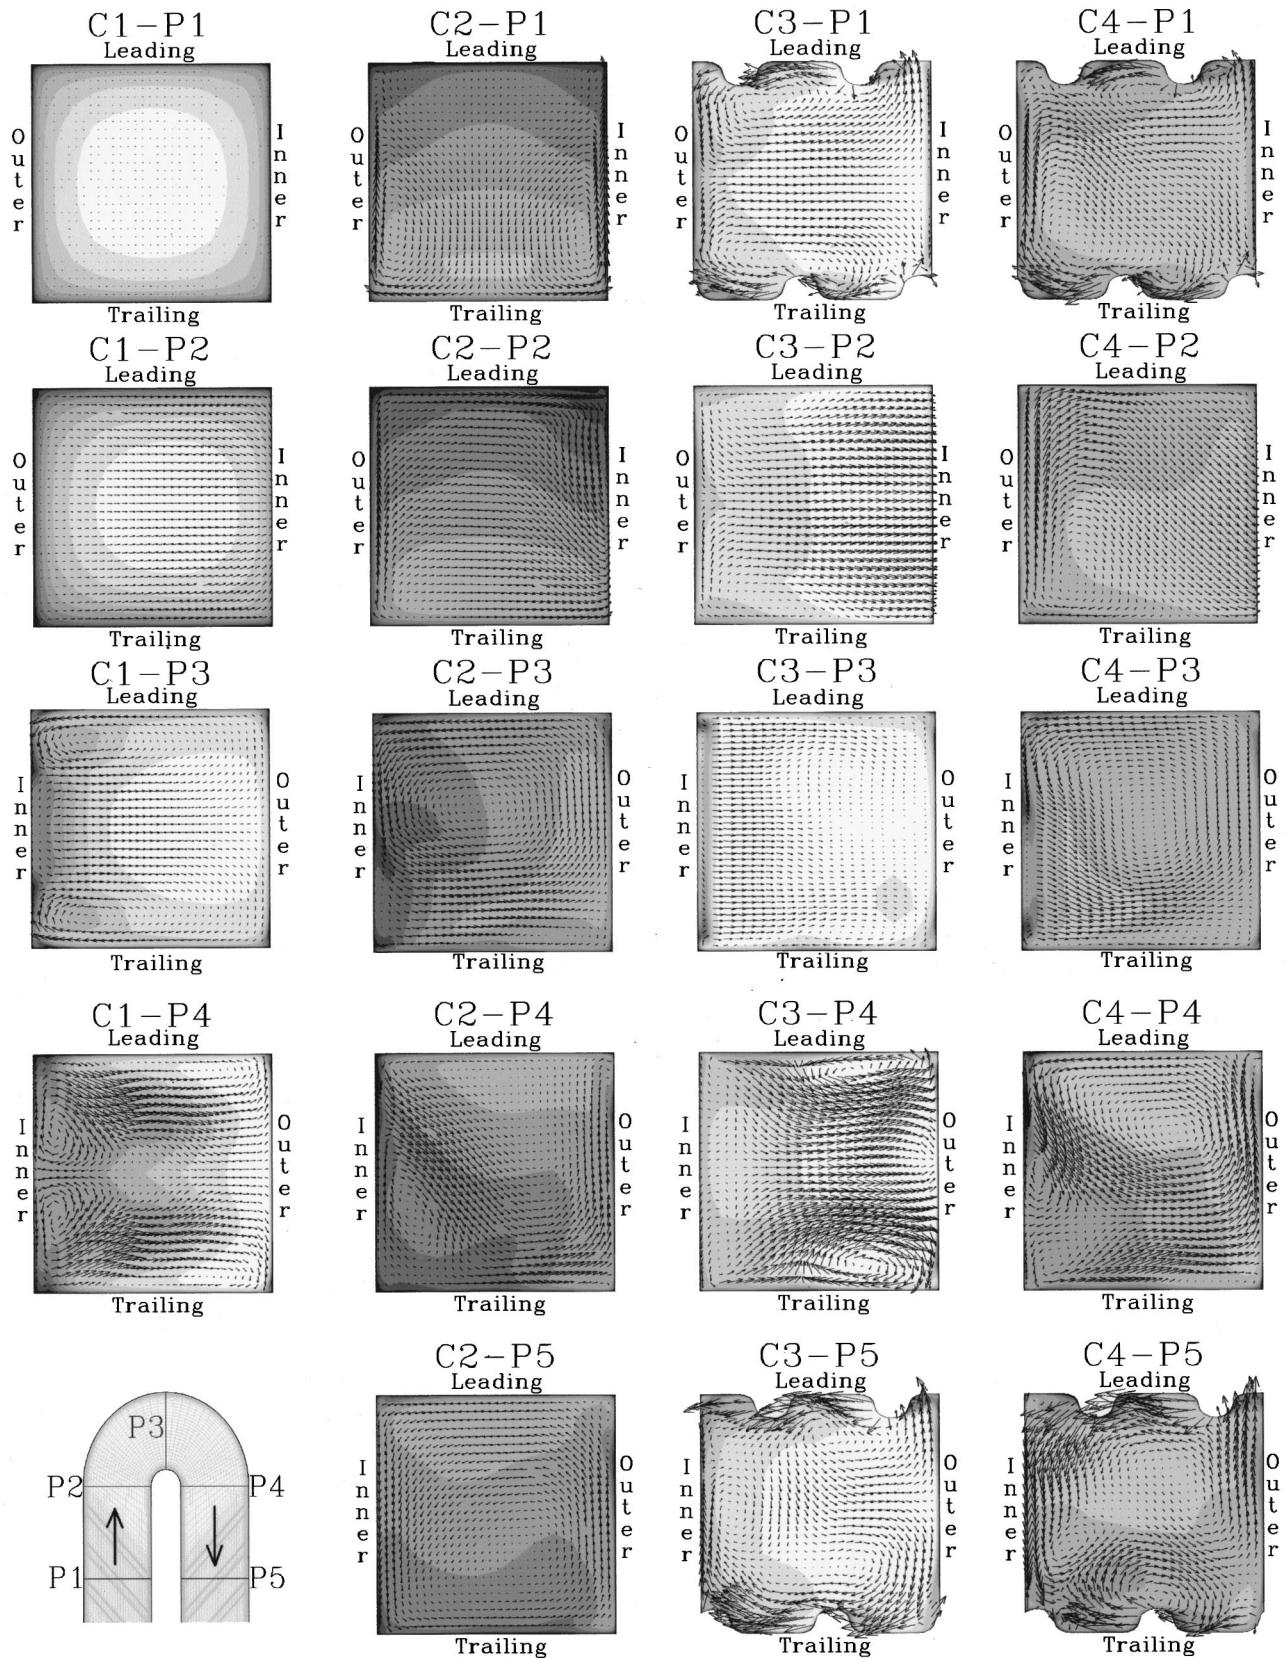 C1-P1 C2-P1 C3-P1 C4-P1
Leading Leading Leading Leading
Outer Inner Outer Inner Outer Inner Outer Inner
Trailing Trailing Trailing Trailing
C1-P2 C2-P2 C3-P2 C4-P2
Leading Leading Leading Leading
Outer Inner Outer Inner Outer Inner Outer Inner
Trailing Trailing Trailing Trailing
C1-P3 C2-P3 C3-P3 C4-P3
Leading Leading Leading Leading
Inner Outer Inner Outer Inner Outer Inner Outer
Trailing Trailing Trailing Trailing
C1-P4 C2-P4 C3-P4 C4-P4
Leading Leading Leading Leading
Inner Outer Inner Outer Inner Outer Inner Outer
Trailing Trailing Trailing Trailing
C2-P5 C3-P5 C4-P5
Leading Leading Leading
Inner Outer Inner Outer Inner Outer
Trailing Trailing Trailing
P3
P2 P4
P1 P5